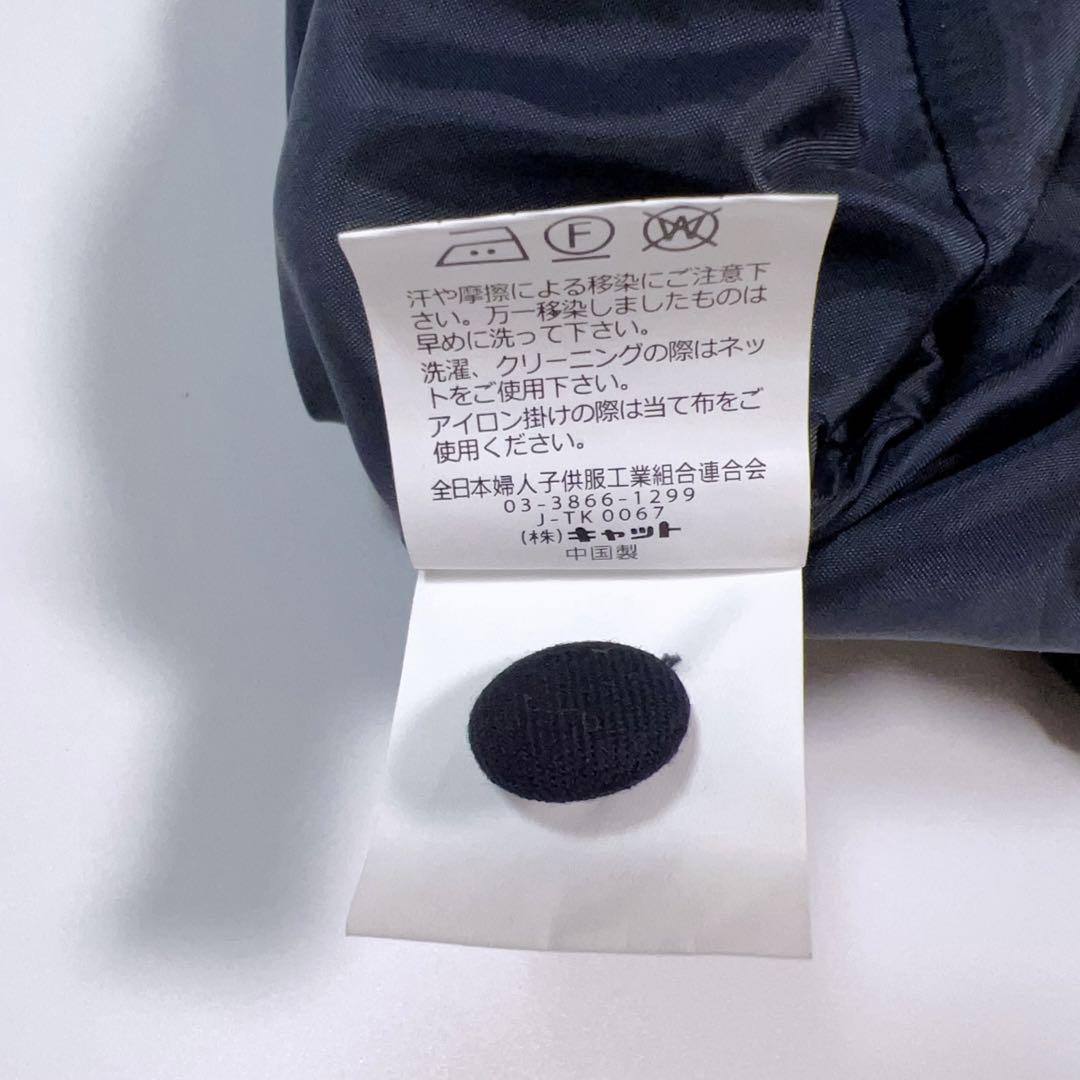 F W
汗や摩擦による移染にご注意下
さい。万一移染しましたものは
早めに洗って下さい。
洗濯、クリーニングの際はネッ
トをご使用下さい。
アイロン掛けの際は当て布をご
使用ください。
全日本婦人子供服工業組合連合会
03-3866-1299
J-TK0067
(株)キャット
中国製